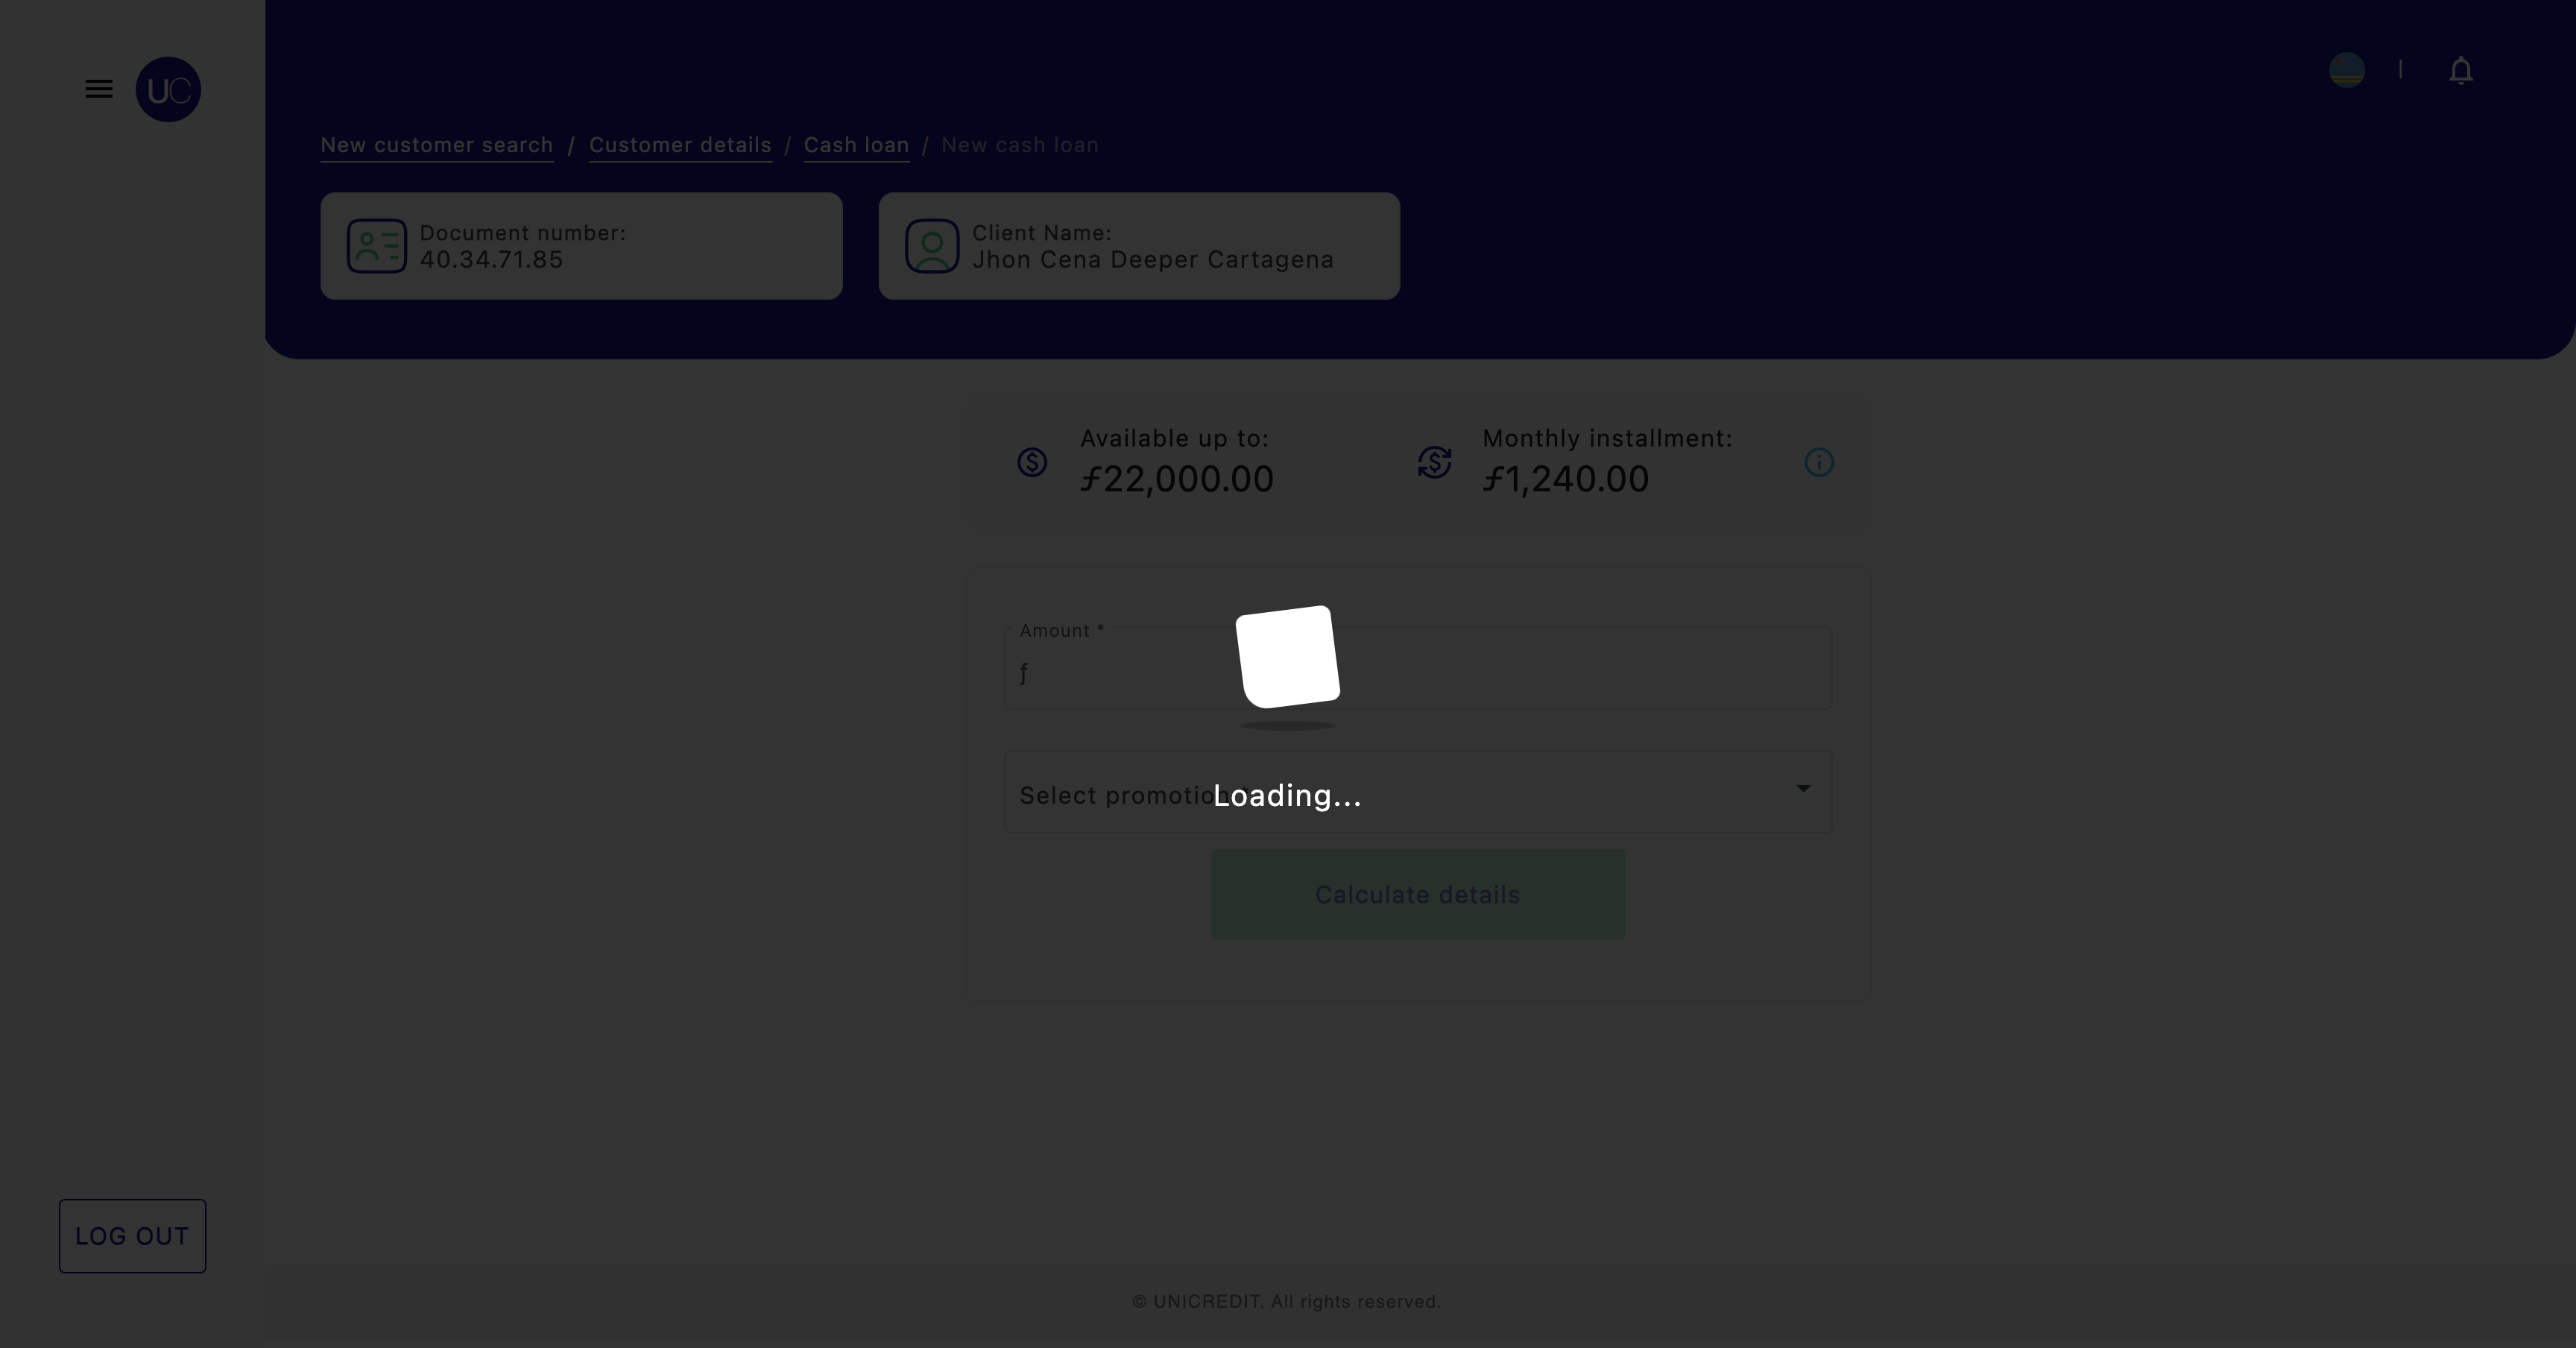 UC
New customer search / Customer details / Cash loan / New cash loan
Document number:
40.34.71.85
Client Name:
Jhon Cena Deeper Cartagena
Available up to:
ƒ22,000.00
Monthly installment:
ƒ1,240.00
Amount *
ƒ
Select promotion
Loading...
Calculate details
LOG OUT
© UNICREDIT. All rights reserved.